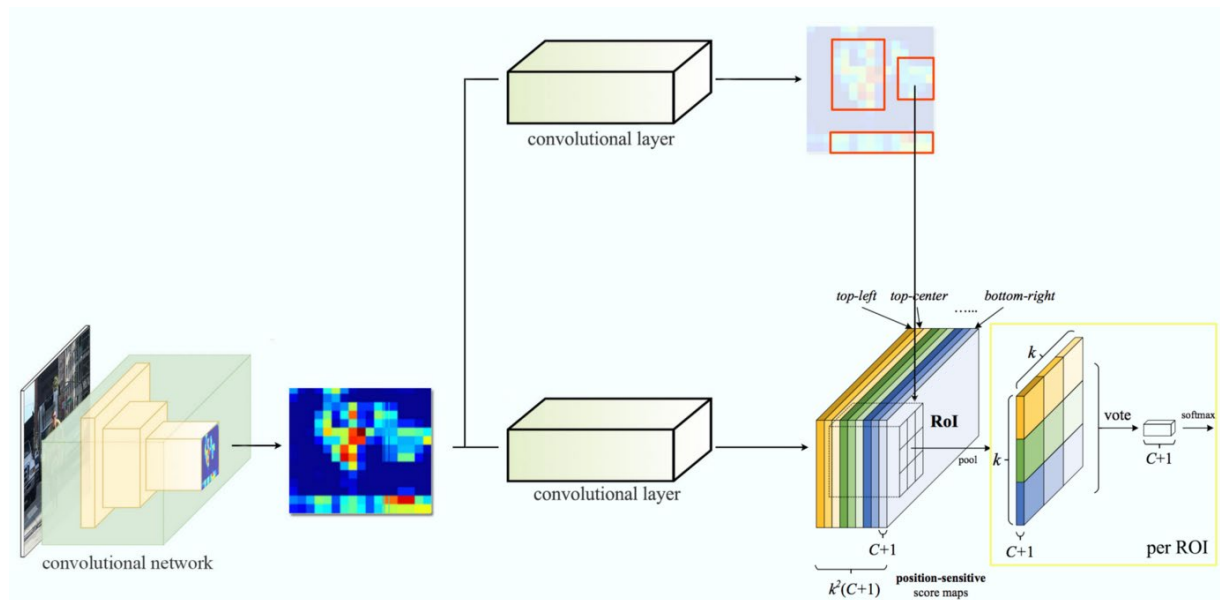 convolutional layer
top-left top-center bottom-right
......
k
RoI
vote
softmax
pool
k
C+1
convolutional layer
convolutional network
C+1
C+1
per ROI
k²(C+1)
position-sensitive
score maps